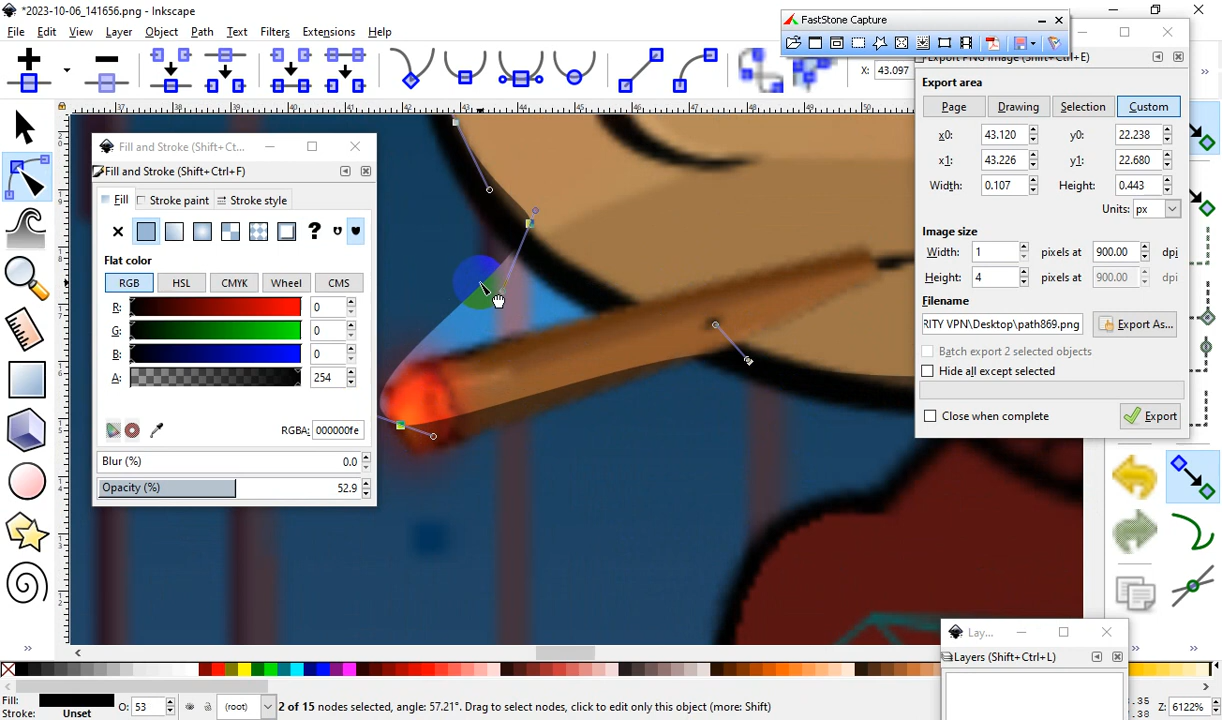 *2023-10-06_141656.png - Inkscape
FastStone Capture
File Edit View Layer Object Path Text Filters Extensions Help
X: 43.097
Export PNG Image (Shift+Ctrl+E)
Export area
Page Drawing Selection Custom
x0: 43.120 y0: 22.238
x1: 43.226 y1: 22.680
Width: 0.107 Height: 0.443
Units: px
Image size
Width: 1 pixels at 900.00 dpi
Height: 4 pixels at 900.00 dpi
Filename
RITY VPN\Desktop\path869.png Export As...
Batch export 2 selected objects
Hide all except selected
Close when complete Export
Fill and Stroke (Shift+Ct...
Fill and Stroke (Shift+Ctrl+F)
Fill Stroke paint Stroke style
Flat color
RGB HSL CMYK Wheel CMS
R: 0
G: 0
B: 0
A: 254
RGBA: 000000fe
Blur (%) 0.0
Opacity (%) 52.9
Lay...
Layers (Shift+Ctrl+L)
Fill:
Stroke: Unset
O: 53
(root)
2 of 15 nodes selected, angle: 57.21°. Drag to select nodes, click to edit only this object (more: Shift)
Z: 6122%